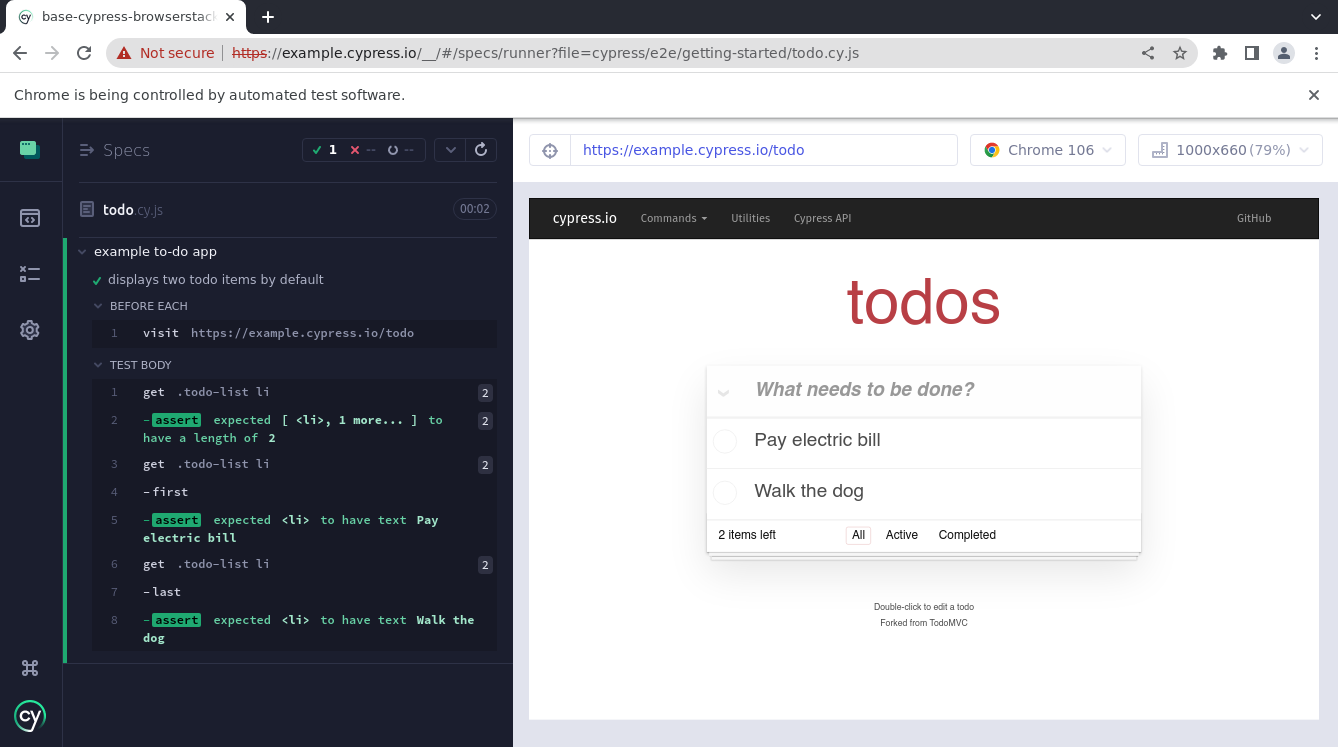 base-cypress-browserstac
Not secure https://example.cypress.io/__/#/specs/runner?file=cypress/e2e/getting-started/todo.cy.js
Chrome is being controlled by automated test software.
Specs
1 -- --
todo.cy.js 00:02
example to-do app
displays two todo items by default
BEFORE EACH
1 visit https://example.cypress.io/todo
TEST BODY
1 get .todo-list li 2
2 -assert expected [ <li>, 1 more... ] to 2
have a length of 2
3 get .todo-list li 2
4 -first
5 -assert expected <li> to have text Pay
electric bill
6 get .todo-list li 2
7 -last
8 -assert expected <li> to have text Walk the
dog
cy
https://example.cypress.io/todo
Chrome 106
1000x660 (79%)
cypress.io Commands Utilities Cypress API GitHub
todos
What needs to be done?
Pay electric bill
Walk the dog
2 items left All Active Completed
Double-click to edit a todo
Forked from TodoMVC